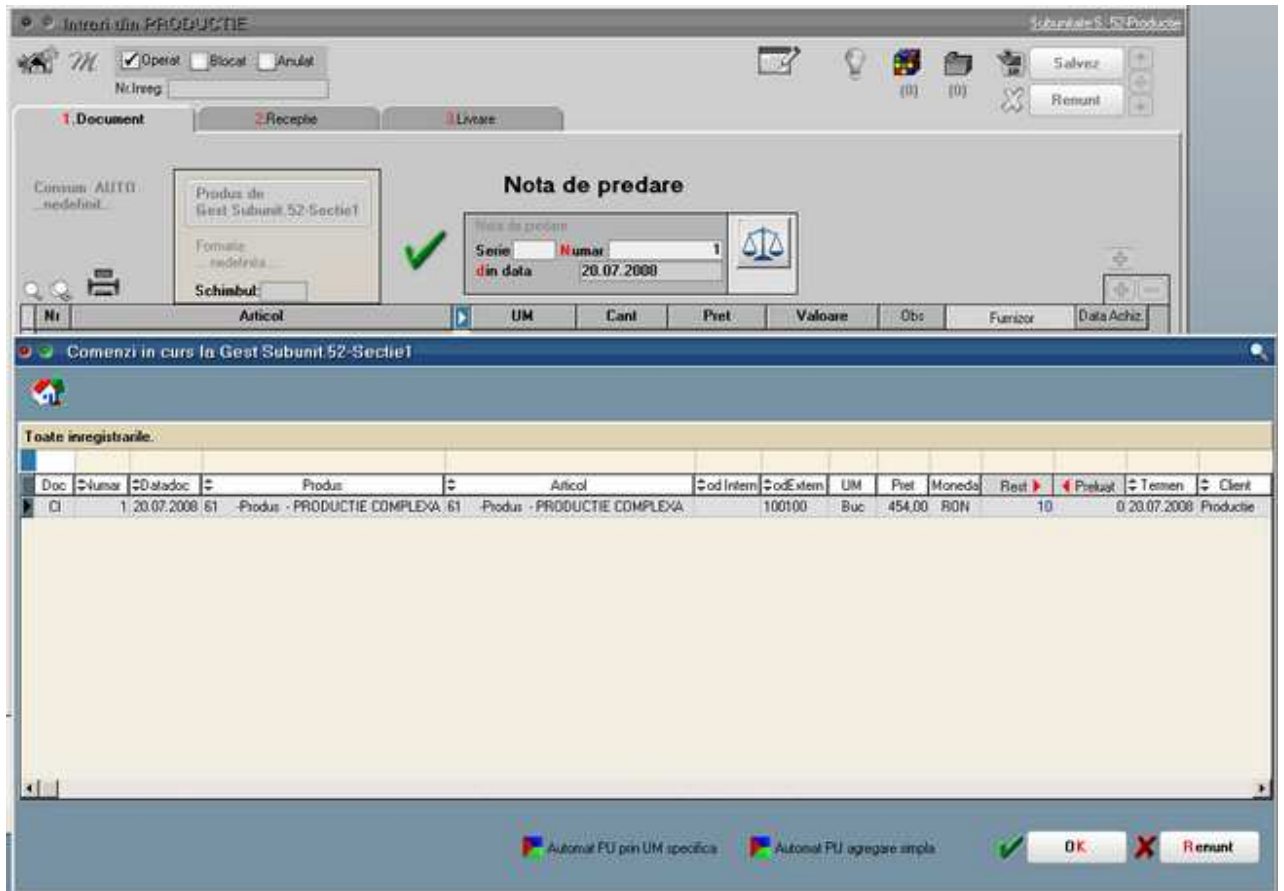 Intrari din PRODUCTIE Subunitate S. 52-Productie
M Operat Blocat Anulat Salvez
Nr.Inreg (0) (0) Renunt
1.Document 2.Receptie 3.Livrare
Consum AUTO
...nedefinit...
Produs de
Gest Subunit.52-Sectie1
Formatie
...nedefinita...
Schimbul:
Nota de predare
Nota de predare
Serie Numar 1
din data 20.07.2008
Nr Articol UM Cant Pret Valoare Obs Furnizor Data Achiz.
Comenzi in curs la Gest Subunit.52-Sectie1
Toate inregistrarile.
Doc Numar Datadoc Produs Articol od Intern odExtern UM Pret Moneda Rest Preluat Termen Client
CI 1 20.07.2008 61 -Produs - PRODUCTIE COMPLEXA 61 -Produs - PRODUCTIE COMPLEXA 100100 Buc 454,00 RON 10 0 20.07.2008 Productie
Automat PU prin UM specifica Automat PU agregare simpla OK Renunt